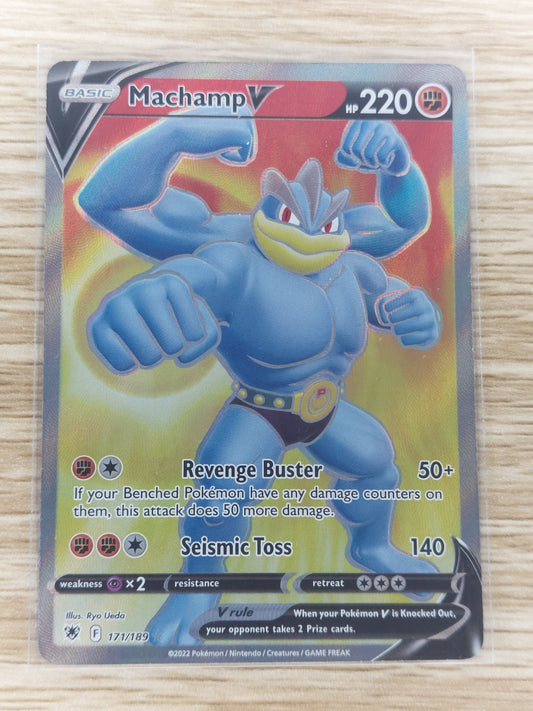 BASIC Machamp V HP 220
Revenge Buster 50+
If your Benched Pokémon have any damage counters on
them, this attack does 50 more damage.
Seismic Toss 140
weakness ×2 resistance retreat
Illus. Ryo Ueda
V rule When your Pokémon V is Knocked Out,
your opponent takes 2 Prize cards.
F 171/189
©2022 Pokémon / Nintendo / Creatures / GAME FREAK